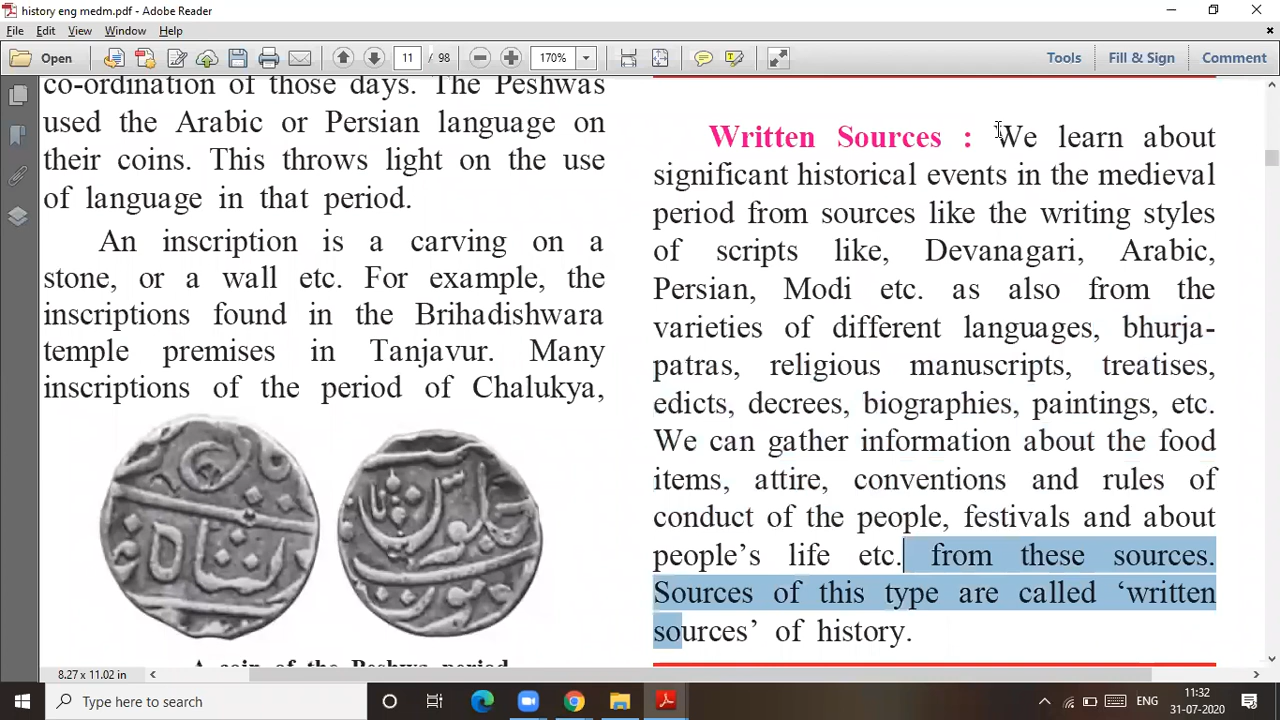 history eng medm.pdf - Adobe Reader
File Edit View Window Help
Open 11 / 98 170% Tools Fill & Sign Comment
co-ordination of those days. The Peshwas
used the Arabic or Persian language on
their coins. This throws light on the use
of language in that period.
An inscription is a carving on a
stone, or a wall etc. For example, the
inscriptions found in the Brihadishwara
temple premises in Tanjavur. Many
inscriptions of the period of Chalukya,
A coin of the Peshwa period
Written Sources : We learn about
significant historical events in the medieval
period from sources like the writing styles
of scripts like, Devanagari, Arabic,
Persian, Modi etc. as also from the
varieties of different languages, bhurja-
patras, religious manuscripts, treatises,
edicts, decrees, biographies, paintings, etc.
We can gather information about the food
items, attire, conventions and rules of
conduct of the people, festivals and about
people’s life etc. from these sources.
Sources of this type are called ‘written
sources’ of history.
8.27 x 11.02 in
Type here to search
ENG
11:32
31-07-2020